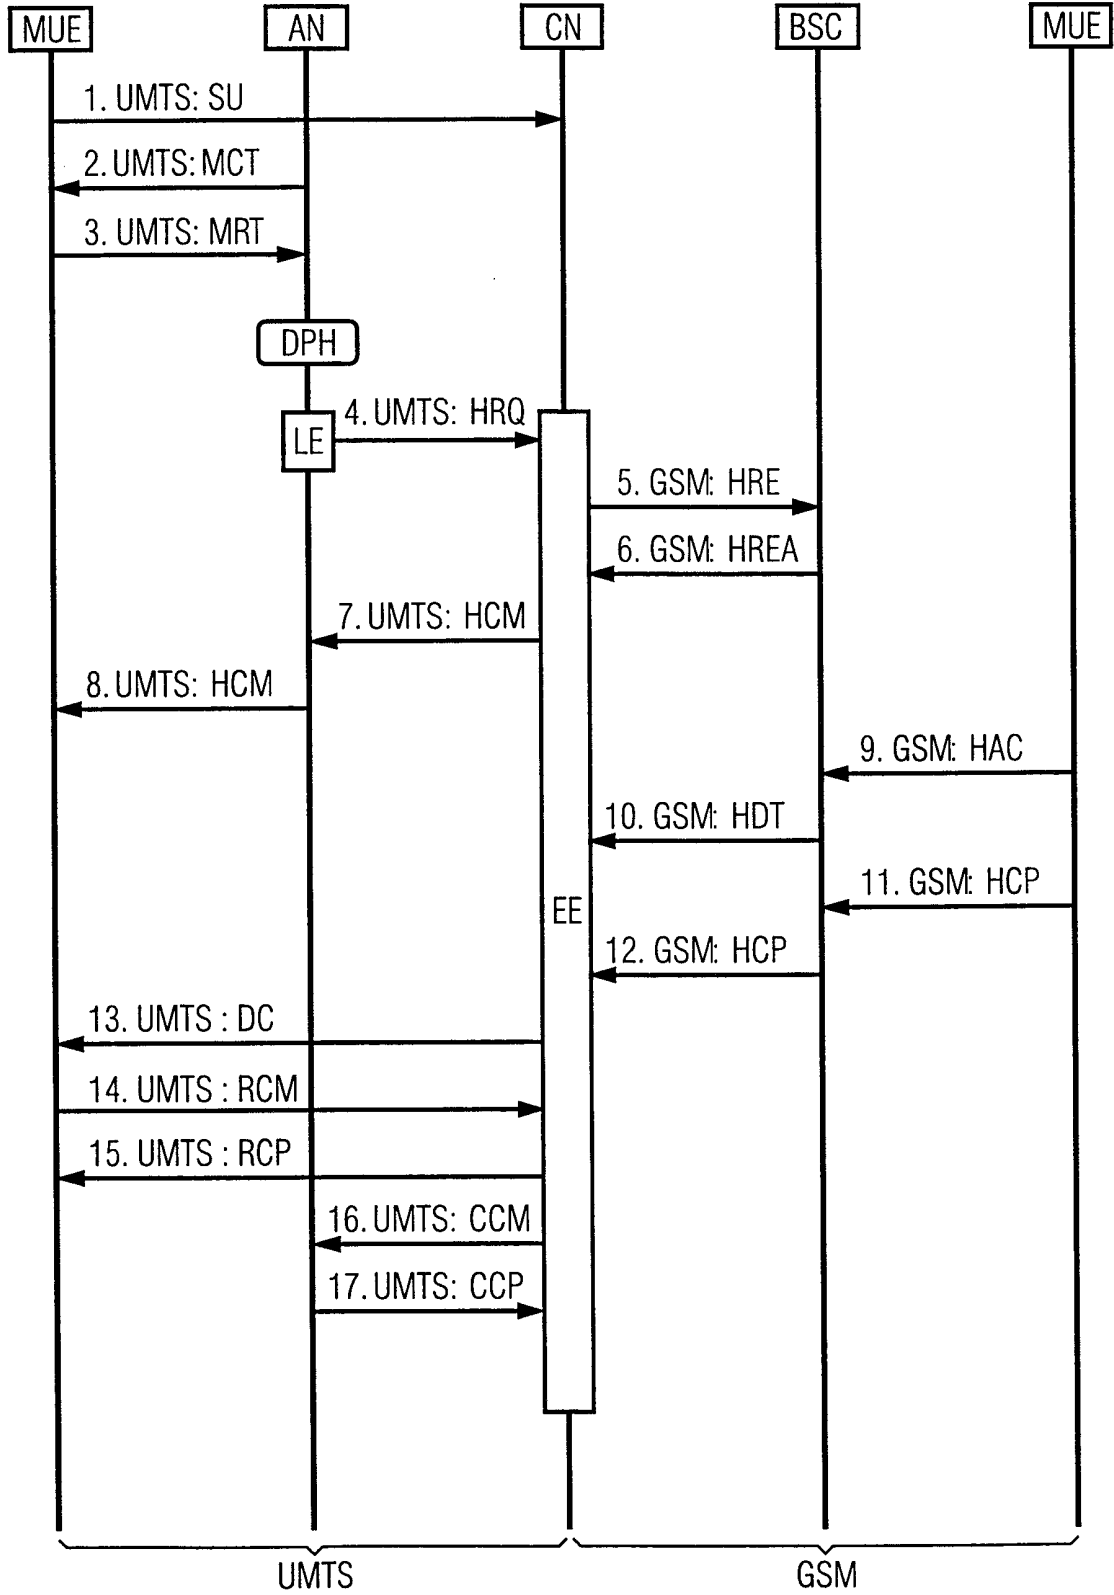 MUE AN CN BSC MUE
1. UMTS: SU
2. UMTS: MCT
3. UMTS: MRT
DPH
LE
4. UMTS: HRQ
5. GSM: HRE
6. GSM: HREA
7. UMTS: HCM
8. UMTS: HCM
9. GSM: HAC
10. GSM: HDT
11. GSM: HCP
EE
12. GSM: HCP
13. UMTS : DC
14. UMTS : RCM
15. UMTS : RCP
16. UMTS: CCM
17. UMTS: CCP
UMTS GSM